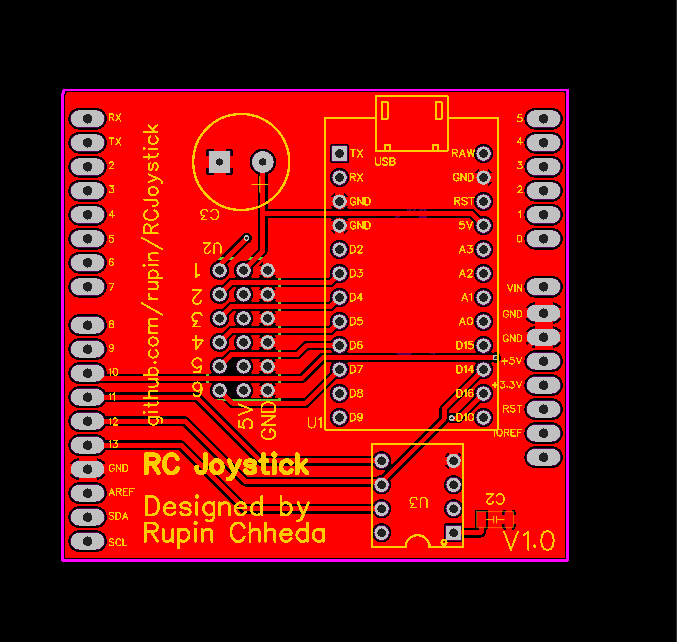 RX
TX
2
3
4
5
6
7
8
9
10
11
12
13
GND
AREF
SDA
SCL
github.com/rupin/RCJoystick
C3
U2
1
2
3
4
5
6
5V
GND
USB
TX
RX
GND
GND
D2
D3
D4
D5
D6
D7
D8
D9
RAW
GND
RST
5V
A3
A2
A1
A0
D15
D14
D16
D10
U1
5
4
3
2
1
0
VIN
GND
GND
+5V
+3.3V
RST
IOREF
U3
C2
RC Joystick
Designed by
Rupin Chheda
V1.0